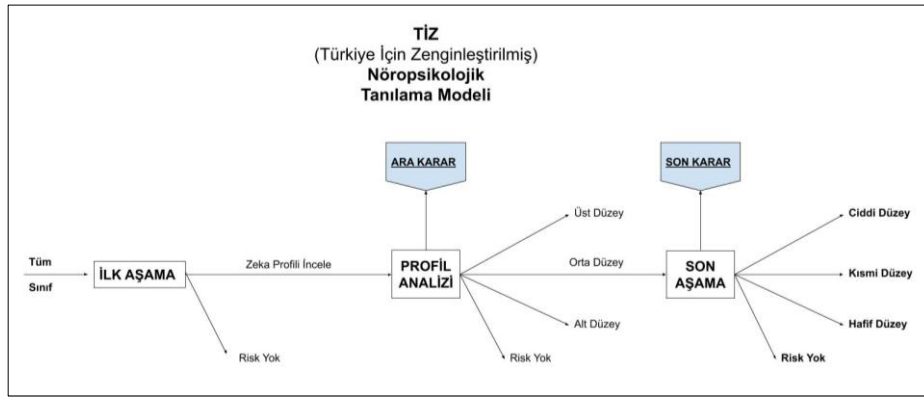 TİZ
(Türkiye İçin Zenginleştirilmiş)
Nöropsikolojik
Tanılama Modeli
ARA KARAR
SON KARAR
Üst Düzey
Ciddi Düzey
Tüm
Sınıf
İLK AŞAMA
Zeka Profili İncele
PROFİL
ANALİZİ
Orta Düzey
SON
AŞAMA
Kısmi Düzey
Alt Düzey
Hafif Düzey
Risk Yok
Risk Yok
Risk Yok